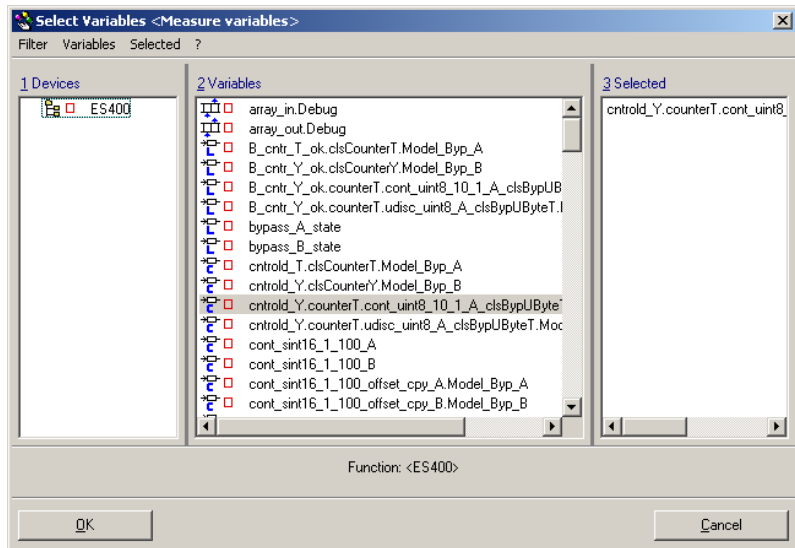 Select Variables <Measure variables>
Filter Variables Selected ?
1 Devices
ES400
2 Variables
array_in.Debug
array_out.Debug
B_cntr_T_ok.clsCounterT.Model_Byp_A
B_cntr_Y_ok.clsCounterY.Model_Byp_B
B_cntr_Y_ok.counterT.cont_uint8_10_1_A_clsBypUB
B_cntr_Y_ok.counterT.udisc_uint8_A_clsBypUByteT.I
bypass_A_state
bypass_B_state
cntrold_T.clsCounterT.Model_Byp_A
cntrold_Y.clsCounterY.Model_Byp_B
cntrold_Y.counterT.cont_uint8_10_1_A_clsBypUByteT
cntrold_Y.counterT.udisc_uint8_A_clsBypUByteT.Moc
cont_sint16_1_100_A
cont_sint16_1_100_B
cont_sint16_1_100_offset_cpy_A.Model_Byp_A
cont_sint16_1_100_offset_cpy_B.Model_Byp_B
3 Selected
cntrold_Y.counterT.cont_uint8_
Function: <ES400>
OK
Cancel